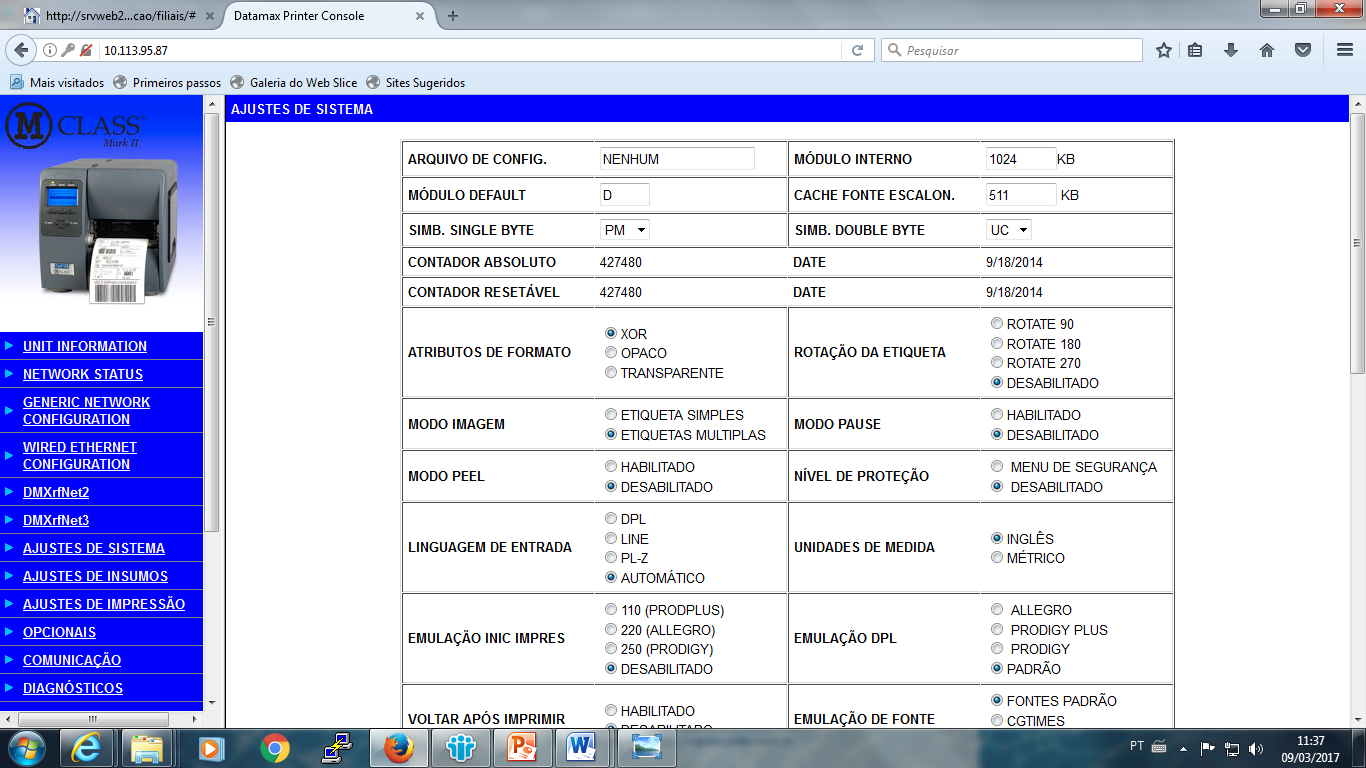 http://srvweb2...cao/filiais/#
Datamax Printer Console
10.113.95.87
Pesquisar
Mais visitados
Primeiros passos
Galeria do Web Slice
Sites Sugeridos
M CLASS™
Mark II
UNIT INFORMATION
NETWORK STATUS
GENERIC NETWORK
CONFIGURATION
WIRED ETHERNET
CONFIGURATION
DMXrfNet2
DMXrfNet3
AJUSTES DE SISTEMA
AJUSTES DE INSUMOS
AJUSTES DE IMPRESSÃO
OPCIONAIS
COMUNICAÇÃO
DIAGNÓSTICOS
AJUSTES DE SISTEMA
ARQUIVO DE CONFIG. NENHUM MÓDULO INTERNO 1024 KB
MÓDULO DEFAULT D CACHE FONTE ESCALON. 511 KB
SIMB. SINGLE BYTE PM SIMB. DOUBLE BYTE UC
CONTADOR ABSOLUTO 427480 DATE 9/18/2014
CONTADOR RESETÁVEL 427480 DATE 9/18/2014
ATRIBUTOS DE FORMATO
XOR
OPACO
TRANSPARENTE
ROTAÇÃO DA ETIQUETA
ROTATE 90
ROTATE 180
ROTATE 270
DESABILITADO
MODO IMAGEM
ETIQUETA SIMPLES
ETIQUETAS MULTIPLAS
MODO PAUSE
HABILITADO
DESABILITADO
MODO PEEL
HABILITADO
DESABILITADO
NÍVEL DE PROTEÇÃO
MENU DE SEGURANÇA
DESABILITADO
LINGUAGEM DE ENTRADA
DPL
LINE
PL-Z
AUTOMÁTICO
UNIDADES DE MEDIDA
INGLÊS
MÉTRICO
EMULAÇÃO INIC IMPRES
110 (PRODPLUS)
220 (ALLEGRO)
250 (PRODIGY)
DESABILITADO
EMULAÇÃO DPL
ALLEGRO
PRODIGY PLUS
PRODIGY
PADRÃO
VOLTAR APÓS IMPRIMIR
HABILITADO
DESABILITADO
EMULAÇÃO DE FONTE
FONTES PADRÃO
CGTIMES
PT
11:37
09/03/2017